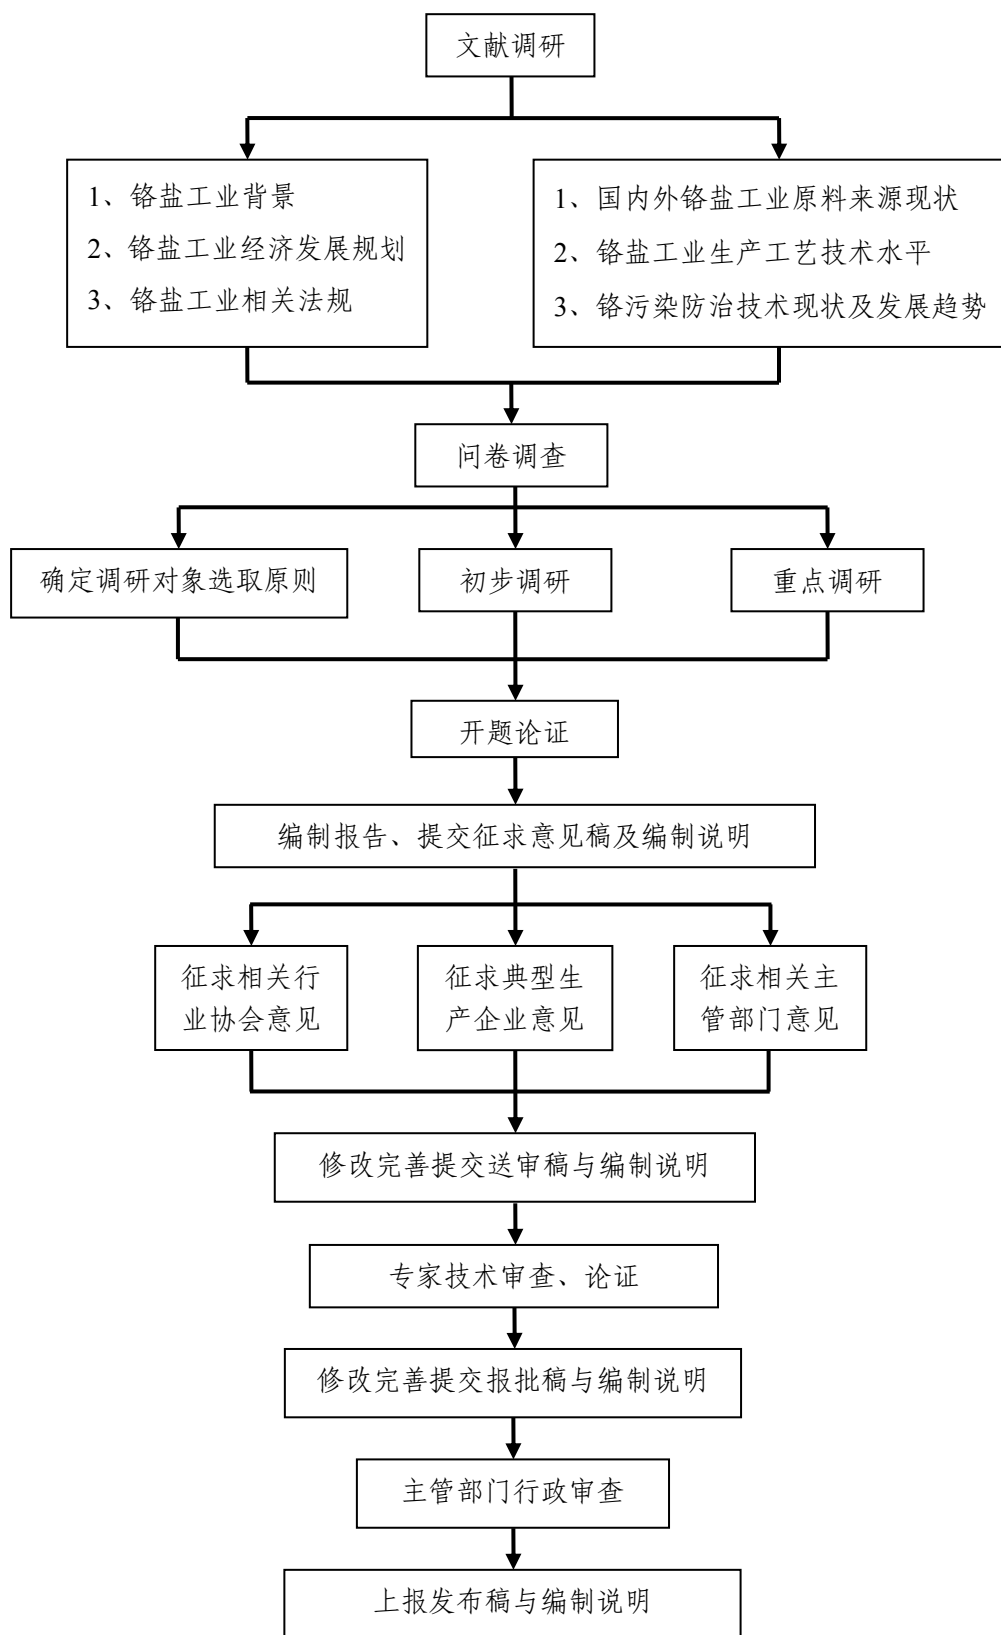 文献调研
1、铬盐工业背景
2、铬盐工业经济发展规划
3、铬盐工业相关法规
1、国内外铬盐工业原料来源现状
2、铬盐工业生产工艺技术水平
3、铬污染防治技术现状及发展趋势
问卷调查
确定调研对象选取原则
初步调研
重点调研
开题论证
编制报告、提交征求意见稿及编制说明
征求相关行
业协会意见
征求典型生
产企业意见
征求相关主
管部门意见
修改完善提交送审稿与编制说明
专家技术审查、论证
修改完善提交报批稿与编制说明
主管部门行政审查
上报发布稿与编制说明